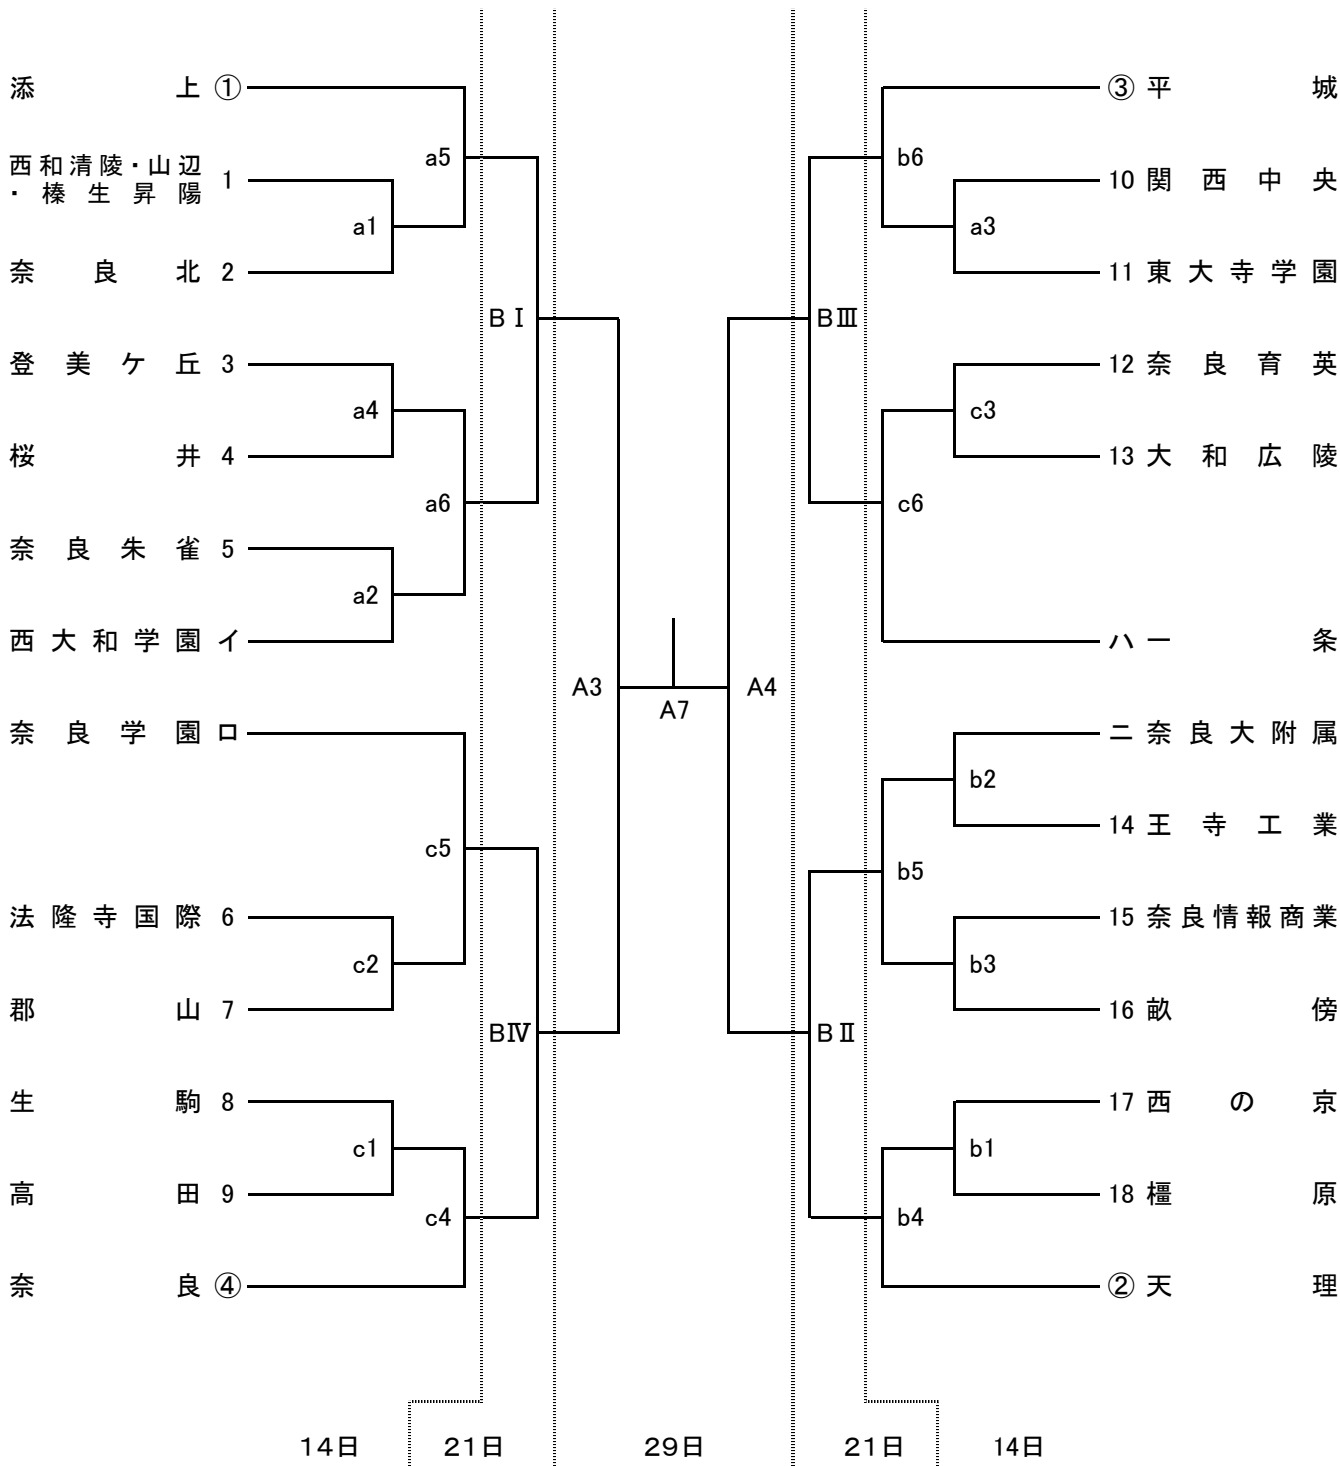 添上 ①
西和清陵・山辺
・榛生昇陽 1
奈良北 2
登美ケ丘 3
桜井 4
奈良朱雀 5
西大和学園 イ
奈良学園 ロ
法隆寺国際 6
郡山 7
生駒 8
高田 9
奈良 ④
a5
a1
a4
a6
a2
c5
c2
c1
c4
BⅠ
BⅣ
A3
A7
A4
BⅢ
BⅡ
b6
a3
c3
c6
b2
b5
b3
b1
b4
③ 平城
10 関西中央
11 東大寺学園
12 奈良育英
13 大和広陵
ハ 一条
ニ 奈良大附属
14 王寺工業
15 奈良情報商業
16 畝傍
17 西の京
18 橿原
② 天理
14日 21日 29日 21日 14日